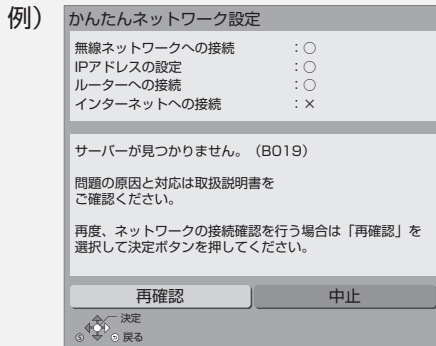 例）
かんたんネットワーク設定
無線ネットワークへの接続　：○
IPアドレスの設定　：○
ルーターへの接続　：○
インターネットへの接続　：×
サーバーが見つかりません。（B019）
問題の原因と対応は取扱説明書を
ご確認ください。
再度、ネットワークの接続確認を行う場合は「再確認」を
選択して決定ボタンを押してください。
再確認　中止
決定
S　戻る